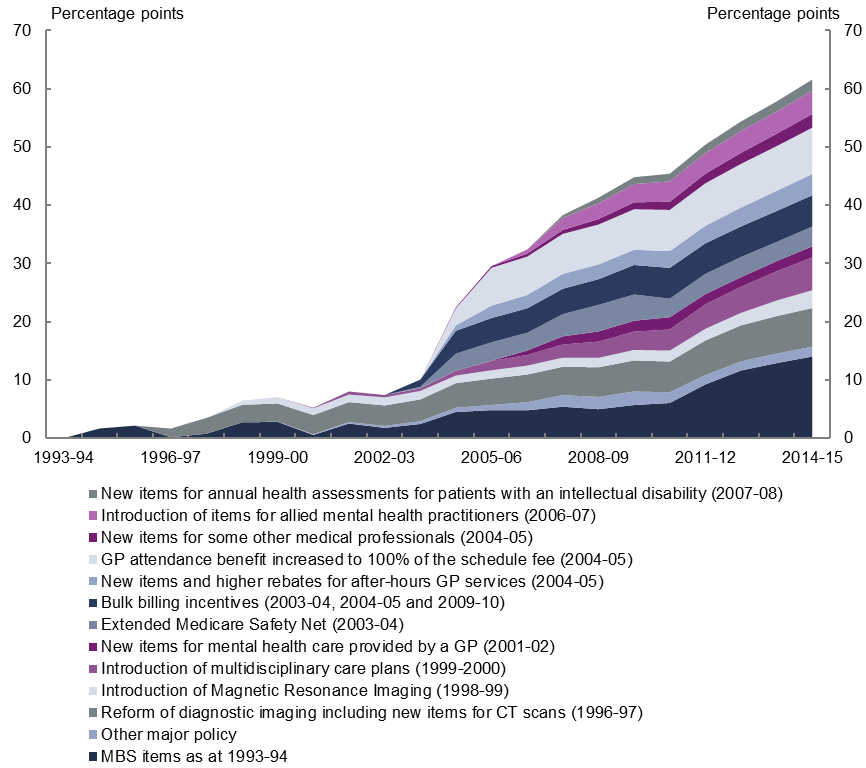 Percentage points Percentage points
70 70
60 60
50 50
40 40
30 30
20 20
10 10
0 0
1993-94 1996-97 1999-00 2002-03 2005-06 2008-09 2011-12 2014-15
New items for annual health assessments for patients with an intellectual disability (2007-08)
Introduction of items for allied mental health practitioners (2006-07)
New items for some other medical professionals (2004-05)
GP attendance benefit increased to 100% of the schedule fee (2004-05)
New items and higher rebates for after-hours GP services (2004-05)
Bulk billing incentives (2003-04, 2004-05 and 2009-10)
Extended Medicare Safety Net (2003-04)
New items for mental health care provided by a GP (2001-02)
Introduction of multidisciplinary care plans (1999-2000)
Introduction of Magnetic Resonance Imaging (1998-99)
Reform of diagnostic imaging including new items for CT scans (1996-97)
Other major policy
MBS items as at 1993-94